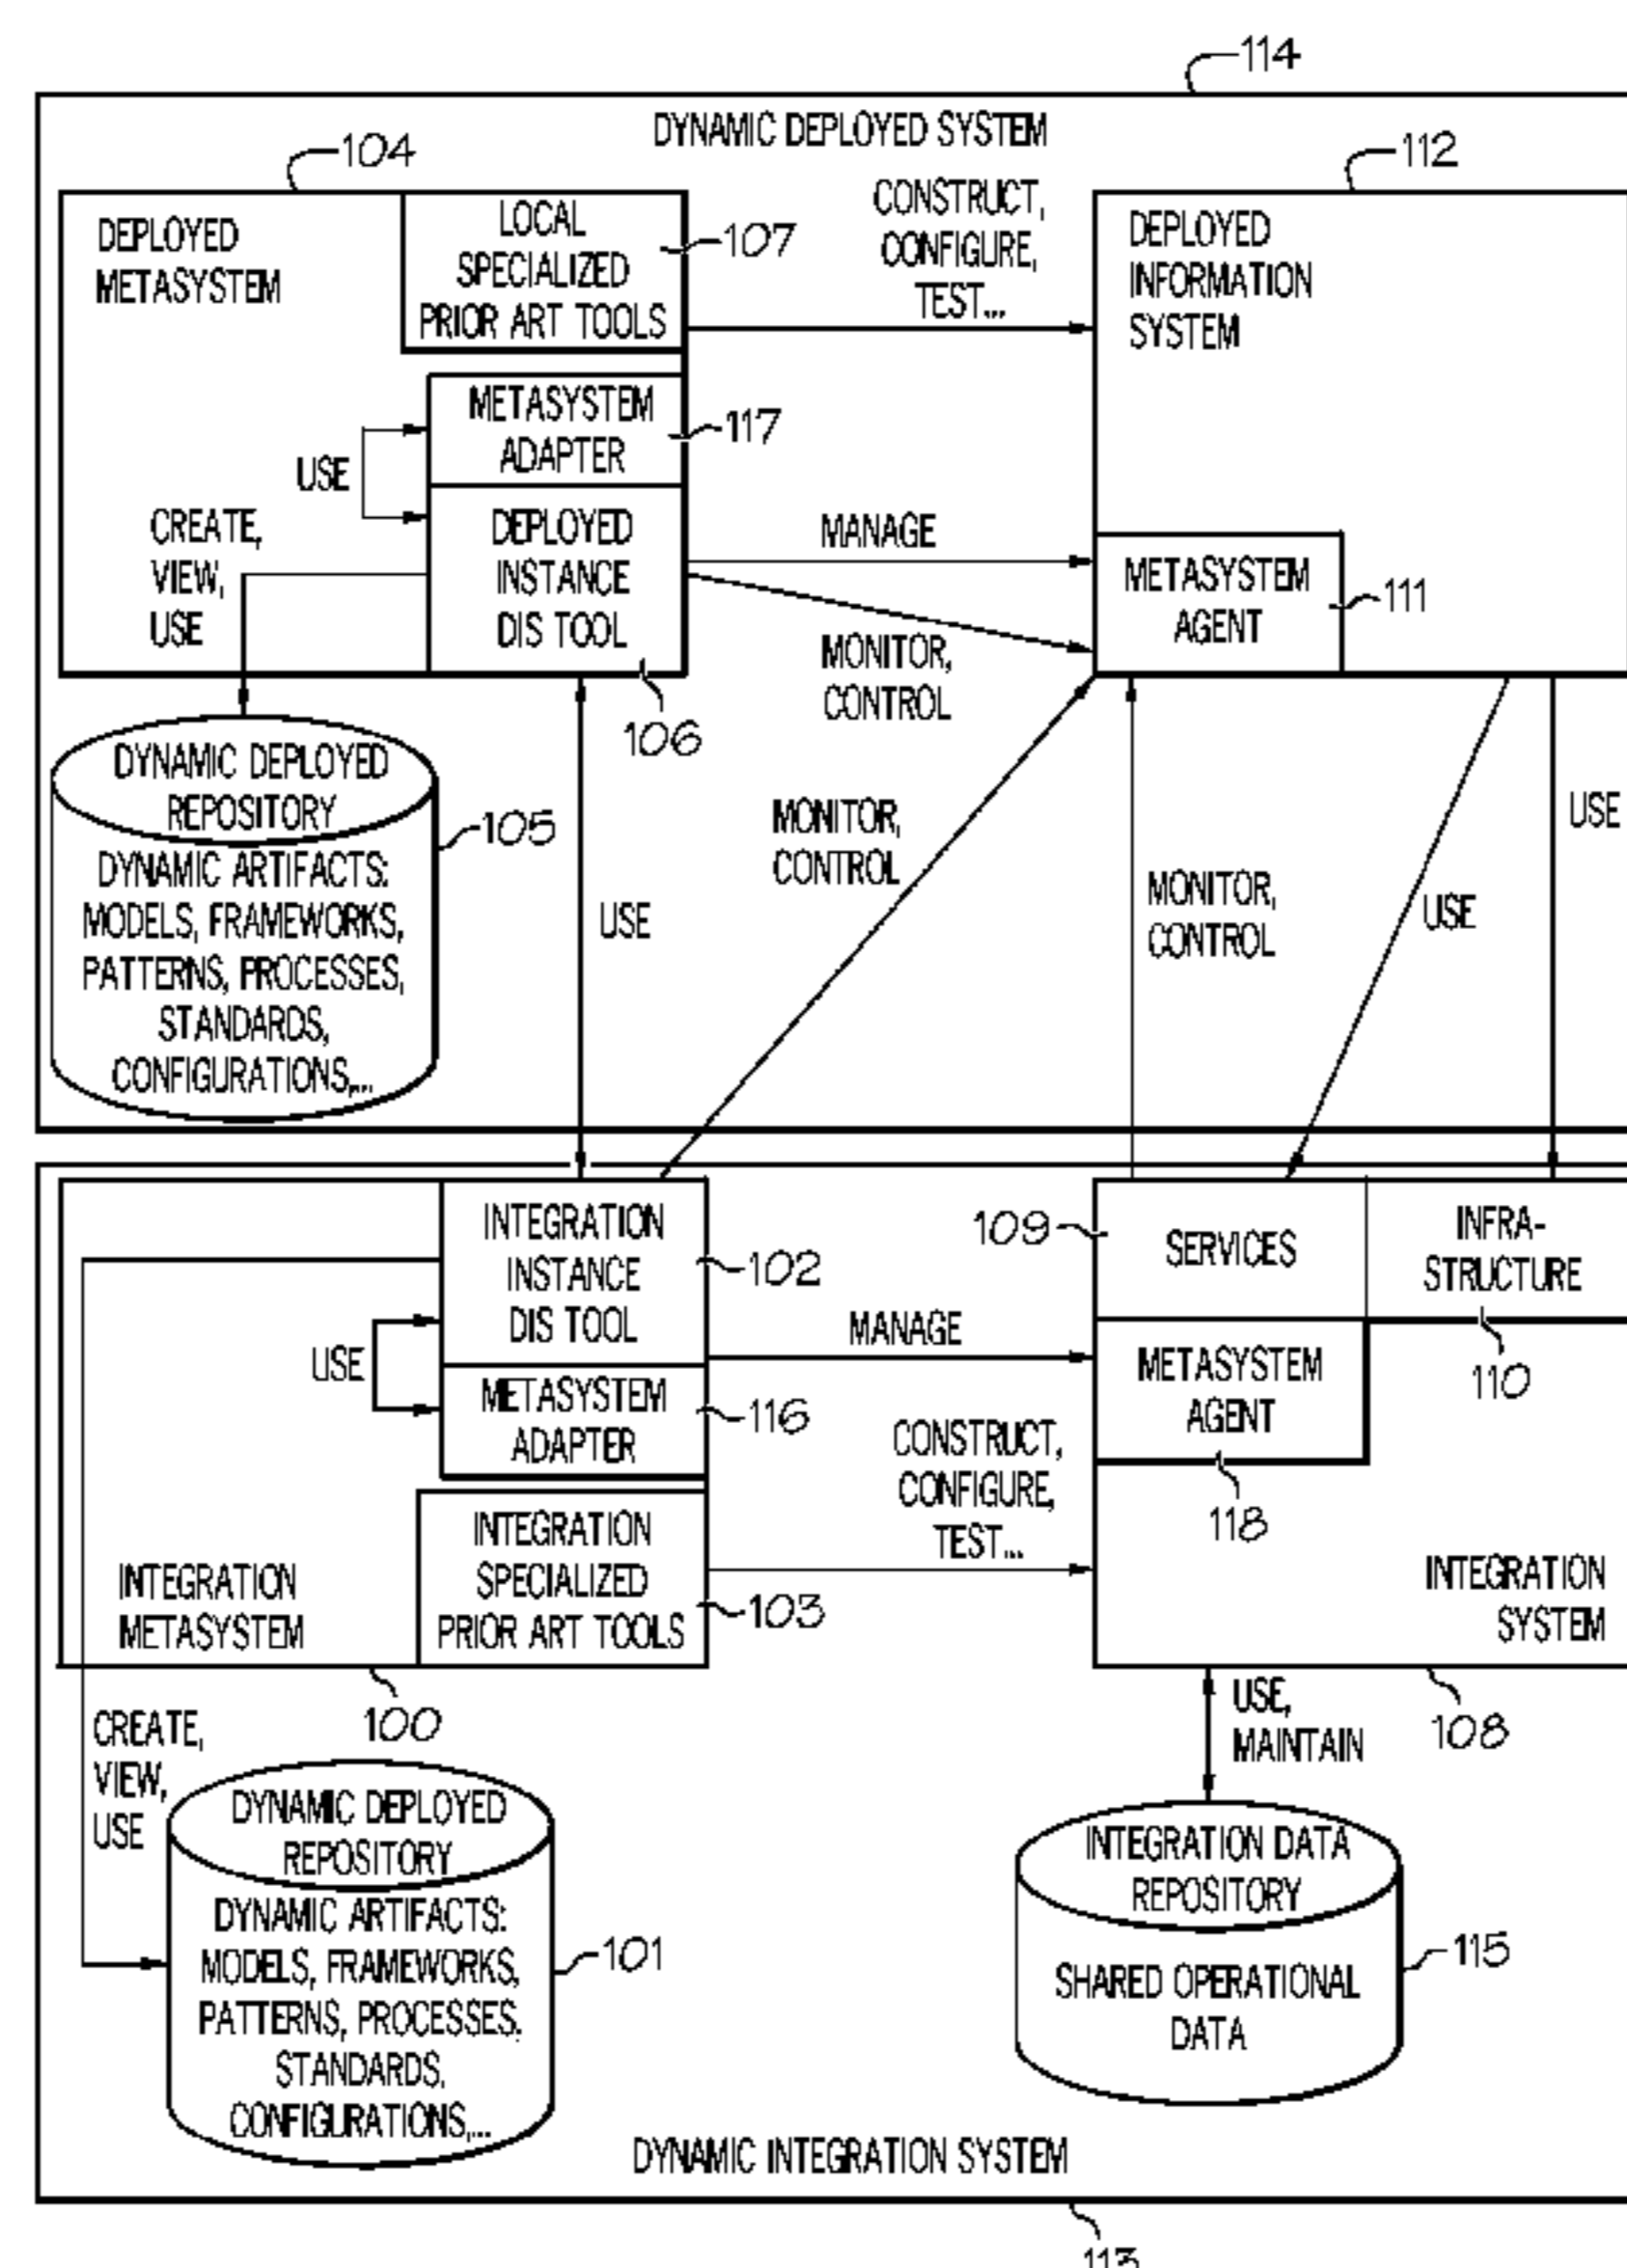 114
DYNAMIC DEPLOYED SYSTEM
104
112
DEPLOYED
METASYSTEM
LOCAL
SPECIALIZED
PRIOR ART TOOLS
107
CONSTRUCT,
CONFIGURE,
TEST...
DEPLOYED
INFORMATION
SYSTEM
METASYSTEM
ADAPTER
117
USE
CREATE,
VIEW,
USE
DEPLOYED
INSTANCE
DIS TOOL
MANAGE
METASYSTEM
AGENT
111
MONITOR,
CONTROL
106
DYNAMIC DEPLOYED
REPOSITORY
105
DYNAMIC ARTIFACTS:
MODELS, FRAMEWORKS,
PATTERNS, PROCESSES,
STANDARDS,
CONFIGURATIONS,...
USE
MONITOR,
CONTROL
MONITOR,
CONTROL
USE
USE
INTEGRATION
INSTANCE
DIS TOOL
102
109
SERVICES
INFRA-
STRUCTURE
110
USE
MANAGE
METASYSTEM
ADAPTER
116
METASYSTEM
AGENT
118
CONSTRUCT,
CONFIGURE,
TEST...
INTEGRATION
METASYSTEM
INTEGRATION
SPECIALIZED
PRIOR ART TOOLS
103
INTEGRATION
SYSTEM
100
108
CREATE,
VIEW,
USE
USE,
MAINTAIN
DYNAMIC DEPLOYED
REPOSITORY
101
DYNAMIC ARTIFACTS:
MODELS, FRAMEWORKS,
PATTERNS, PROCESSES,
STANDARDS,
CONFIGURATIONS,...
INTEGRATION DATA
REPOSITORY
115
SHARED OPERATIONAL
DATA
DYNAMIC INTEGRATION SYSTEM
113